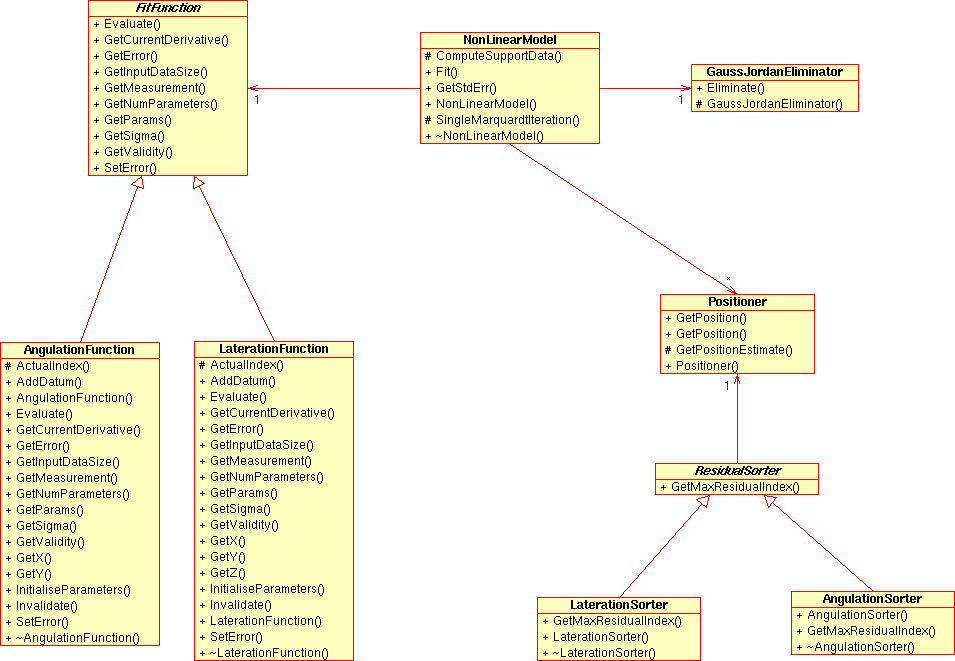 FitFunction
+ Evaluate()
+ GetCurrentDerivative()
+ GetError()
+ GetInputDataSize()
+ GetMeasurement()
+ GetNumParameters()
+ GetParams()
+ GetSigma()
+ GetValidity()
+ SetError()
1
NonLinearModel
# ComputeSupportData()
+ Fit()
+ GetStdErr()
+ NonLinearModel()
# SingleMarquardtIteration()
+ ~NonLinearModel()
1
GaussJordanEliminator
+ Eliminate()
# GaussJordanEliminator()
*
Positioner
+ GetPosition()
+ GetPosition()
# GetPositionEstimate()
+ Positioner()
1
AngulationFunction
# ActualIndex()
+ AddDatum()
+ AngulationFunction()
+ Evaluate()
+ GetCurrentDerivative()
+ GetError()
+ GetInputDataSize()
+ GetMeasurement()
+ GetNumParameters()
+ GetParams()
+ GetSigma()
+ GetValidity()
+ GetX()
+ GetY()
+ InitialiseParameters()
+ Invalidate()
+ SetError()
+ ~AngulationFunction()
LaterationFunction
# ActualIndex()
+ AddDatum()
+ Evaluate()
+ GetCurrentDerivative()
+ GetError()
+ GetInputDataSize()
+ GetMeasurement()
+ GetNumParameters()
+ GetParams()
+ GetSigma()
+ GetValidity()
+ GetX()
+ GetY()
+ GetZ()
+ InitialiseParameters()
+ Invalidate()
+ LaterationFunction()
+ SetError()
+ ~LaterationFunction()
ResidualSorter
+ GetMaxResidualIndex()
LaterationSorter
+ GetMaxResidualIndex()
+ LaterationSorter()
+ ~LaterationSorter()
AngulationSorter
+ AngulationSorter()
+ GetMaxResidualIndex()
+ ~AngulationSorter()